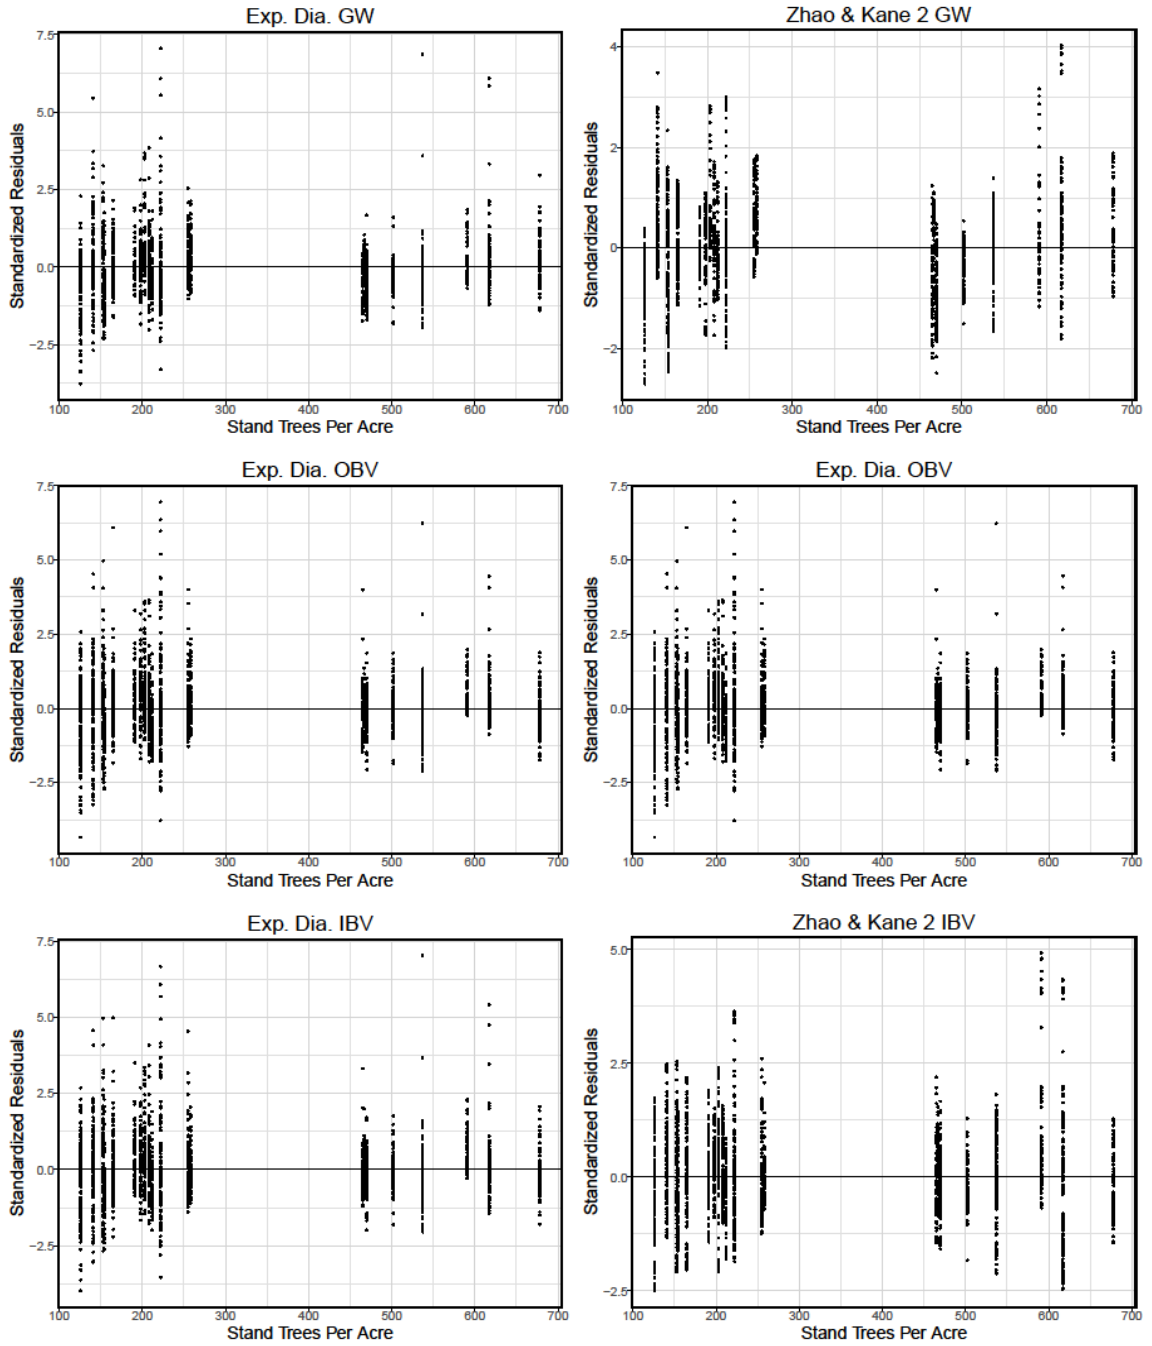 Exp. Dia. GW
7.5
5.0
2.5
0.0
−2.5
Standardized Residuals
100 200 300 400 500 600 700
Stand Trees Per Acre
Zhao & Kane 2 GW
4
2
0
−2
Standardized Residuals
100 200 300 400 500 600 700
Stand Trees Per Acre
Exp. Dia. OBV
7.5
5.0
2.5
0.0
−2.5
Standardized Residuals
100 200 300 400 500 600 700
Stand Trees Per Acre
Exp. Dia. OBV
7.5
5.0
2.5
0.0
−2.5
Standardized Residuals
100 200 300 400 500 600 700
Stand Trees Per Acre
Exp. Dia. IBV
7.5
5.0
2.5
0.0
−2.5
Standardized Residuals
100 200 300 400 500 600 700
Stand Trees Per Acre
Zhao & Kane 2 IBV
5.0
2.5
0.0
−2.5
Standardized Residuals
100 200 300 400 500 600 700
Stand Trees Per Acre